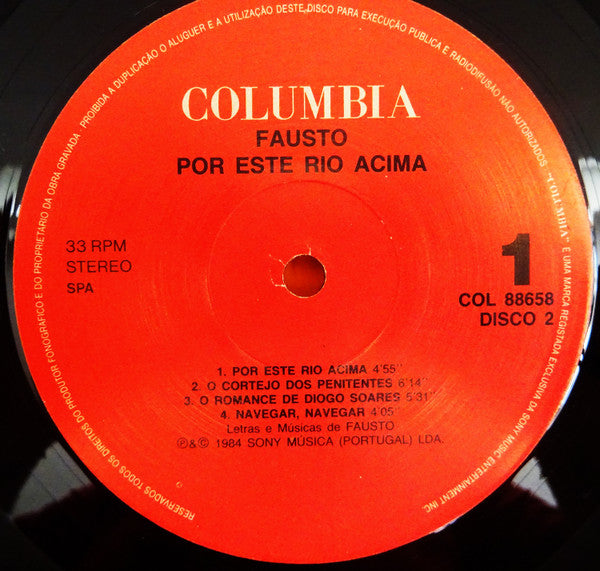 RESERVADOS TODOS OS DIREITOS DO PRODUTOR FONOGRAFICO E DO PROPRIETARIO DA OBRA GRAVADA · PROIBIDA A DUPLICAÇÃO O ALUGUER E A UTILIZAÇÃO DESTE DISCO PARA EXECUÇÃO PUBLICA E RADIODIFUSÃO NÃO AUTORIZADOS · "COLUMBIA" É UMA MARCA REGISTADA EXCLUSIVA DA SONY MUSIC ENTERTAINMENT INC.
COLUMBIA
FAUSTO
POR ESTE RIO ACIMA
33 RPM
STEREO
SPA
1
COL 88658
DISCO 2
1. POR ESTE RIO ACIMA 4'55''
2. O CORTEJO DOS PENITENTES 6'14''
3. O ROMANCE DE DIOGO SOARES 5'31''
4. NAVEGAR, NAVEGAR 4'05''
Letras e Músicas de FAUSTO
℗&© 1984 SONY MÚSICA (PORTUGAL) LDA.